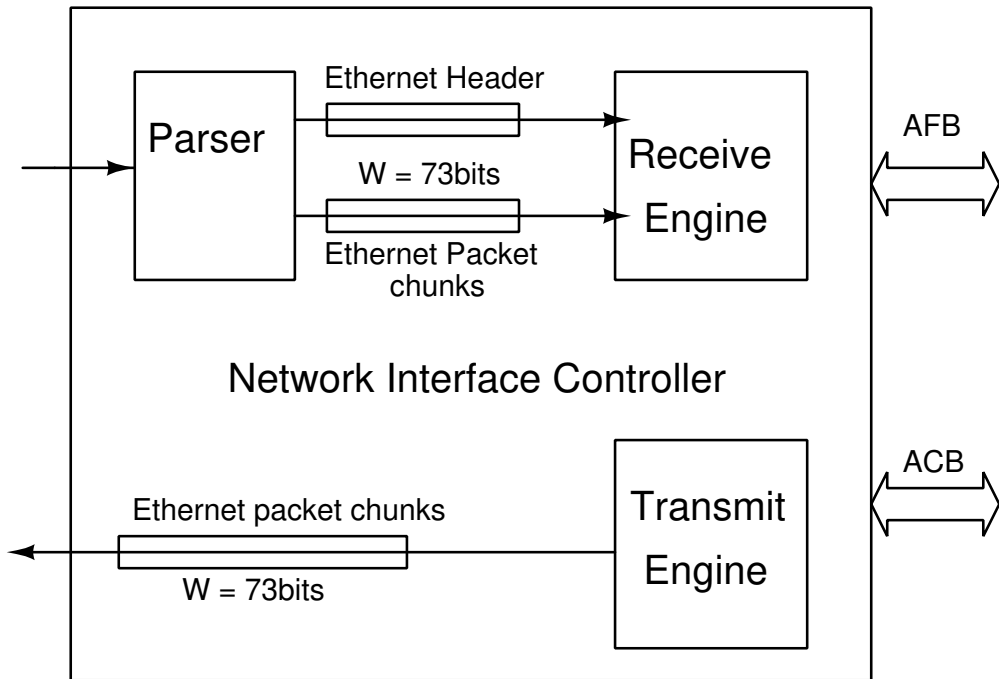 Ethernet Header
Parser
W = 73bits
Ethernet Packet
chunks
Receive
Engine
AFB
Network Interface Controller
ACB
Ethernet packet chunks
W = 73bits
Transmit
Engine